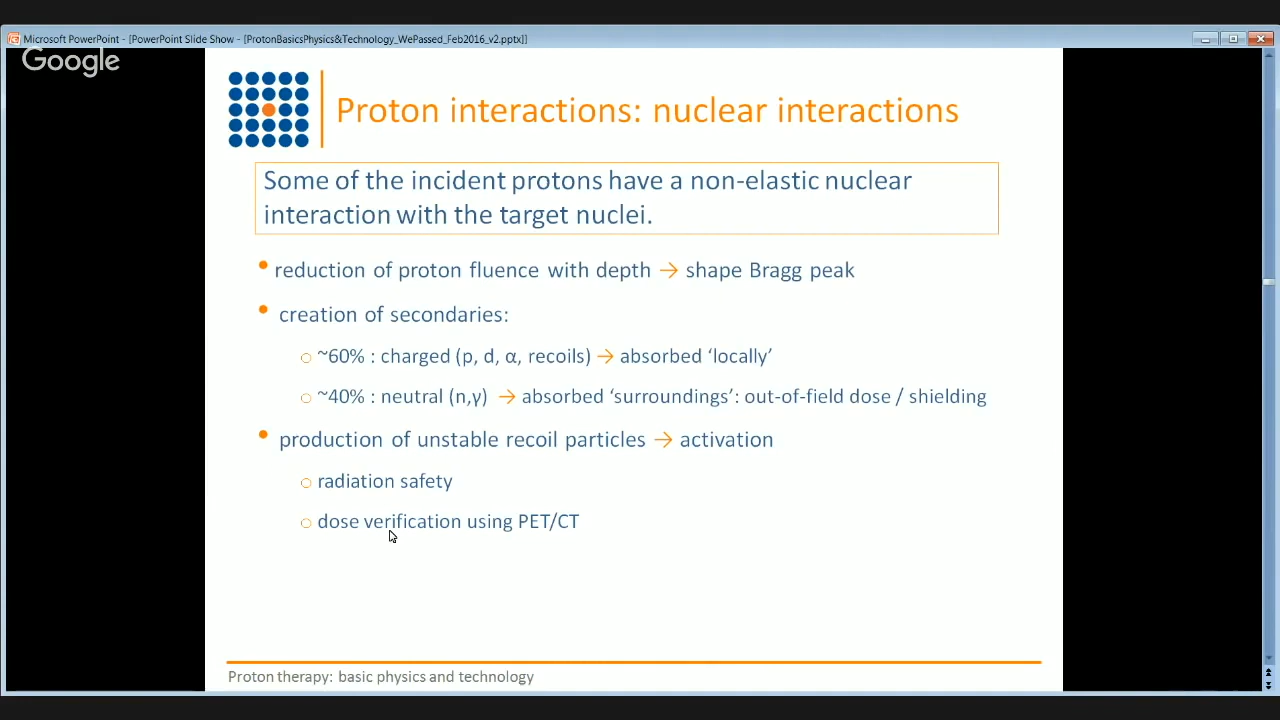 Microsoft PowerPoint - [PowerPoint Slide Show - [ProtonBasicsPhysics&Technology_WePassed_Feb2016_v2.pptx]]
Google
Proton interactions: nuclear interactions
Some of the incident protons have a non-elastic nuclear
interaction with the target nuclei.
• reduction of proton fluence with depth → shape Bragg peak
• creation of secondaries:
○ ~60% : charged (p, d, α, recoils) → absorbed ‘locally’
○ ~40% : neutral (n,γ) → absorbed ‘surroundings’: out-of-field dose / shielding
• production of unstable recoil particles → activation
○ radiation safety
○ dose verification using PET/CT
Proton therapy: basic physics and technology